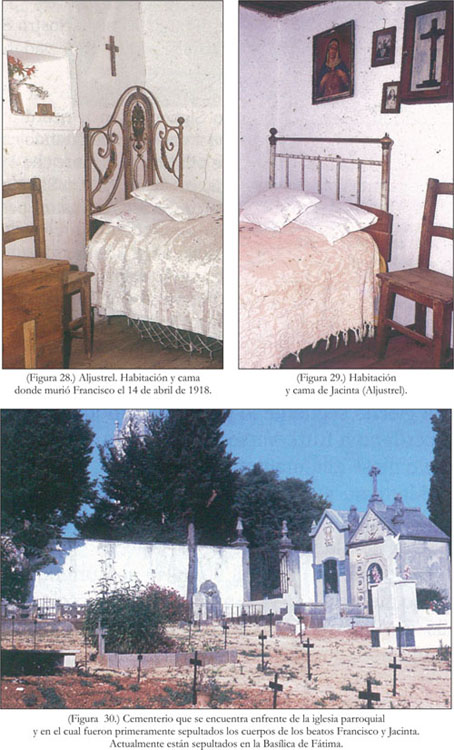 (Figura 28.) Aljustrel. Habitación y cama
donde murió Francisco el 14 de abril de 1918.
(Figura 29.) Habitación
y cama de Jacinta (Aljustrel).
(Figura 30.) Cementerio que se encuentra enfrente de la iglesia parroquial
y en el cual fueron primeramente sepultados los cuerpos de los beatos Francisco y Jacinta.
Actualmente están sepultados en la Basílica de Fátima.